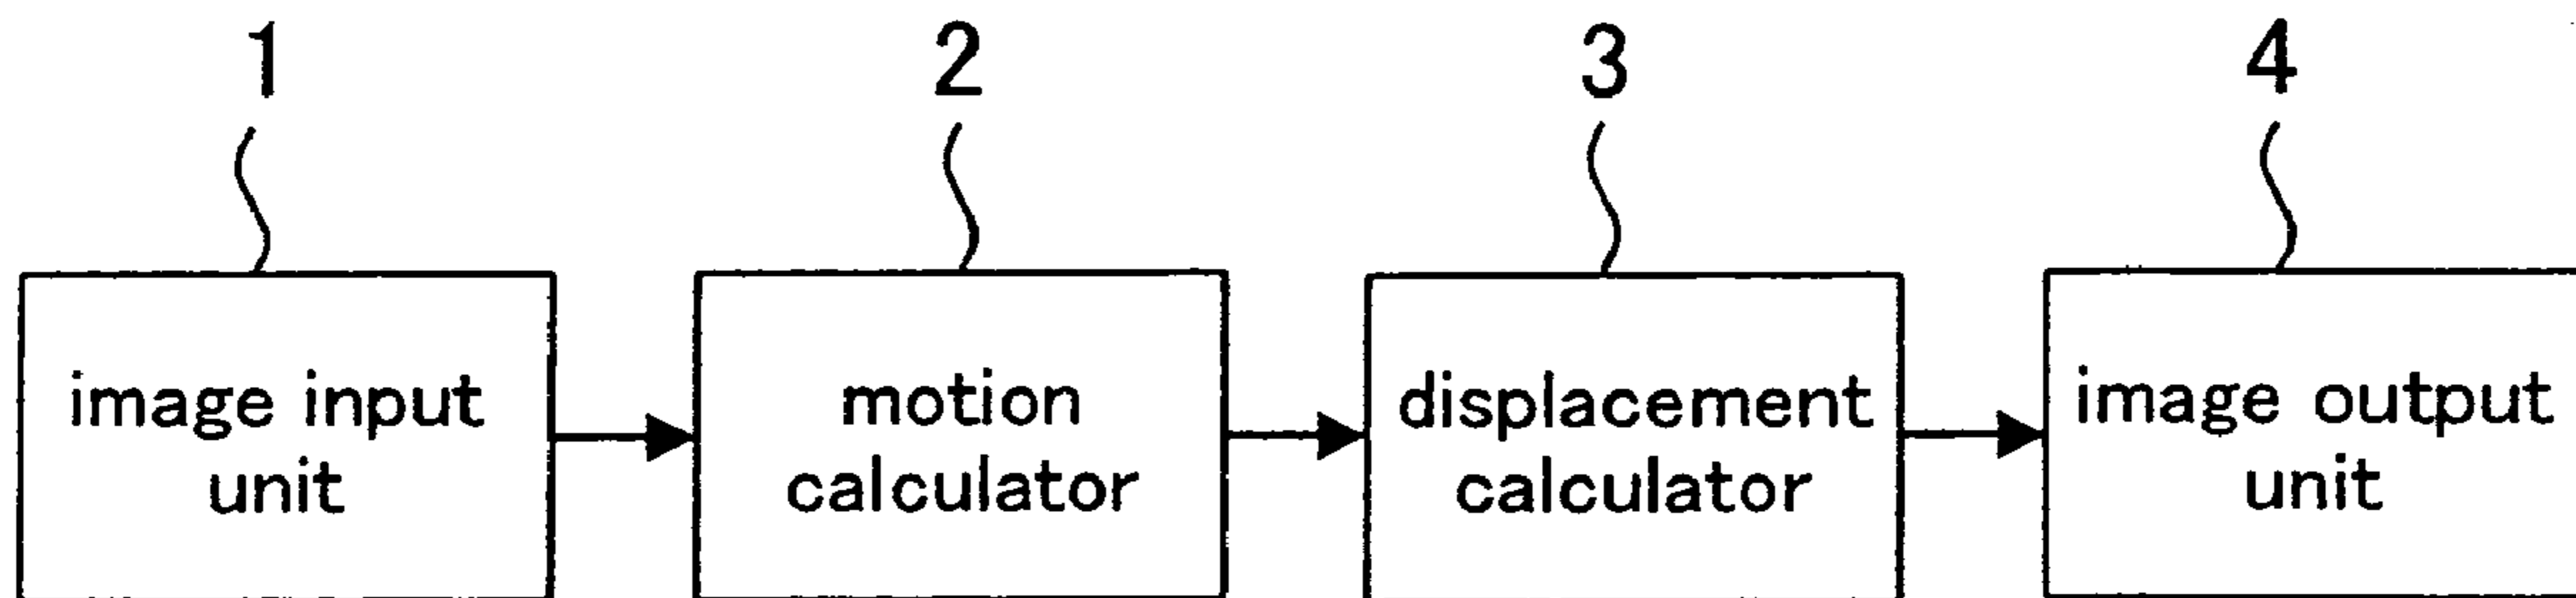 1
2
3
4
image input
unit
motion
calculator
displacement
calculator
image output
unit